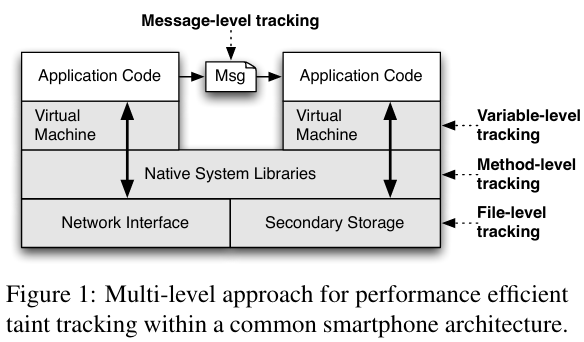 Message-level tracking
Application Code
Msg
Application Code
Virtual
Machine
Virtual
Machine
Variable-level
tracking
Native System Libraries
Method-level
tracking
Network Interface
Secondary Storage
File-level
tracking
Figure 1: Multi-level approach for performance efficient
taint tracking within a common smartphone architecture.